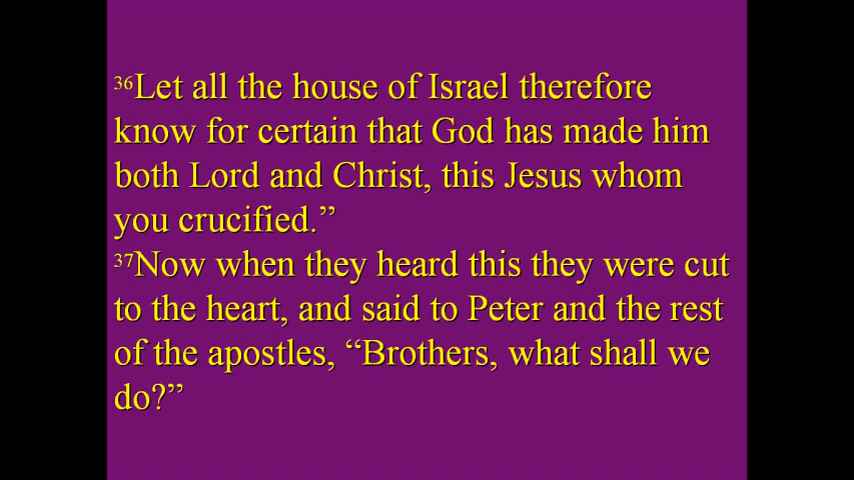 36Let all the house of Israel therefore
know for certain that God has made him
both Lord and Christ, this Jesus whom
you crucified.”
37Now when they heard this they were cut
to the heart, and said to Peter and the rest
of the apostles, “Brothers, what shall we
do?”